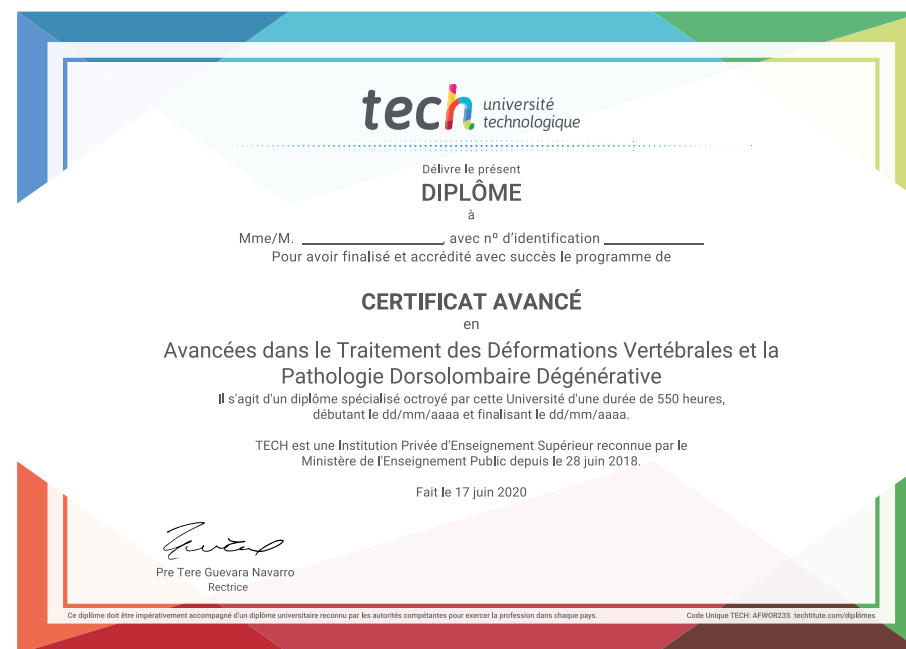 tech université
technologique
Délivre le présent
DIPLÔME
à
Mme/M. ____________________, avec nº d'identification ______________
Pour avoir finalisé et accrédité avec succès le programme de
CERTIFICAT AVANCÉ
en
Avancées dans le Traitement des Déformations Vertébrales et la
Pathologie Dorsolombaire Dégénérative
Il s'agit d'un diplôme spécialisé octroyé par cette Université d'une durée de 550 heures,
débutant le dd/mm/aaaa et finalisant le dd/mm/aaaa.
TECH est une Institution Privée d'Enseignement Supérieur reconnue par le
Ministère de l'Enseignement Public depuis le 28 juin 2018.
Fait le 17 juin 2020
Pre Tere Guevara Navarro
Rectrice
Ce diplôme doit être impérativement accompagné d'un diplôme universitaire reconnu par les autorités compétantes pour exercer la profession dans chaque pays.
Code Unique TECH: AFWOR23S techtitute.com/diplômes